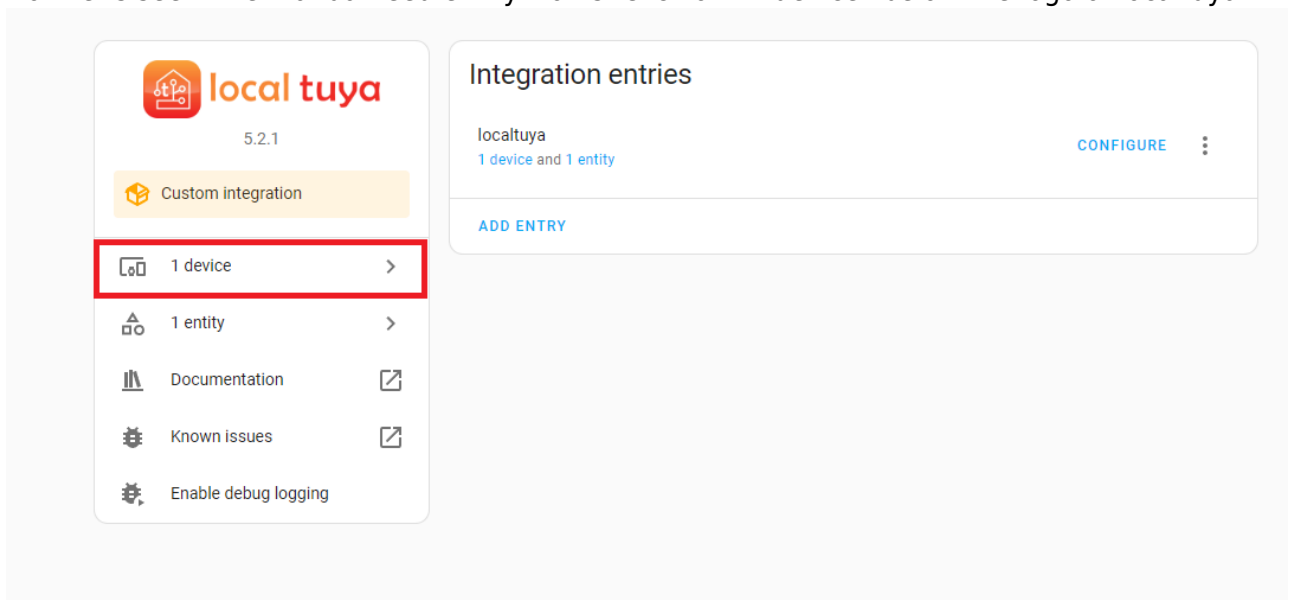 local tuya
5.2.1
Custom integration
1 device
1 entity
Documentation
Known issues
Enable debug logging
Integration entries
localtuya
1 device and 1 entity
CONFIGURE
ADD ENTRY